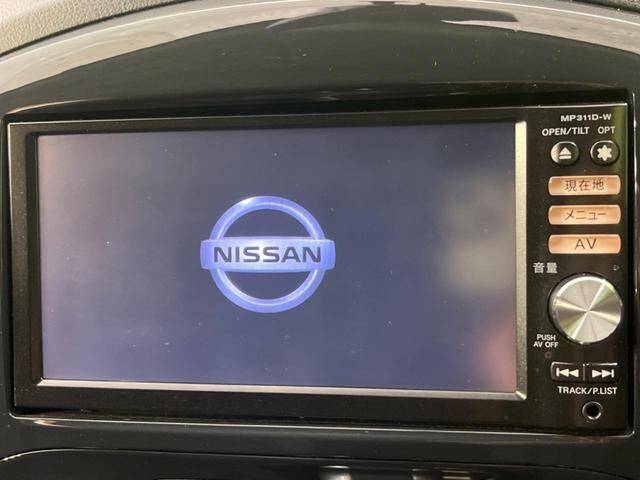 MP311D-W
OPEN/TILT OPT
現在地
メニュー
AV
音量
NISSAN
PUSH
AV OFF
TRACK/P.LIST